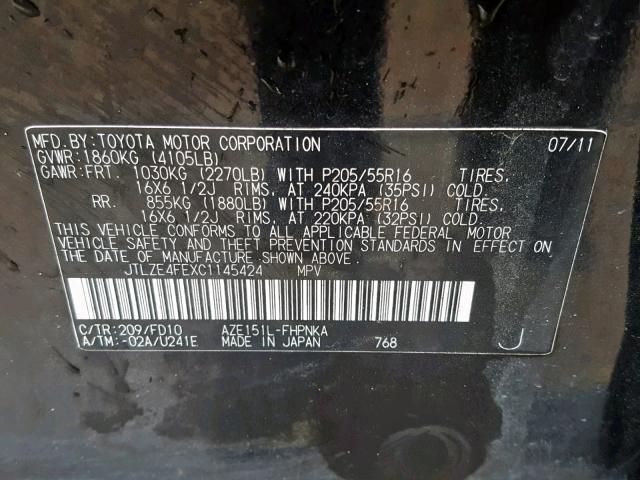 MFD.BY:TOYOTA MOTOR CORPORATION 07/11
GVWR:1860KG (4105LB)
GAWR:FRT. 1030KG (2270LB) WITH P205/55R16 TIRES,
16X6 1/2J RIMS, AT 240KPA (35PSI) COLD.
RR. 855KG (1880LB) WITH P205/55R16 TIRES,
16X6 1/2J RIMS, AT 220KPA (32PSI) COLD.
THIS VEHICLE CONFORMS TO ALL APPLICABLE FEDERAL MOTOR
VEHICLE SAFETY AND THEFT PREVENTION STANDARDS IN EFFECT ON
THE DATE OF MANUFACTURE SHOWN ABOVE.
JTLZE4FEXC1145424 MPV
C/TR:209/FD10 AZE151L-FHPNKA
A/TM:-02A/U241E MADE IN JAPAN 768 J